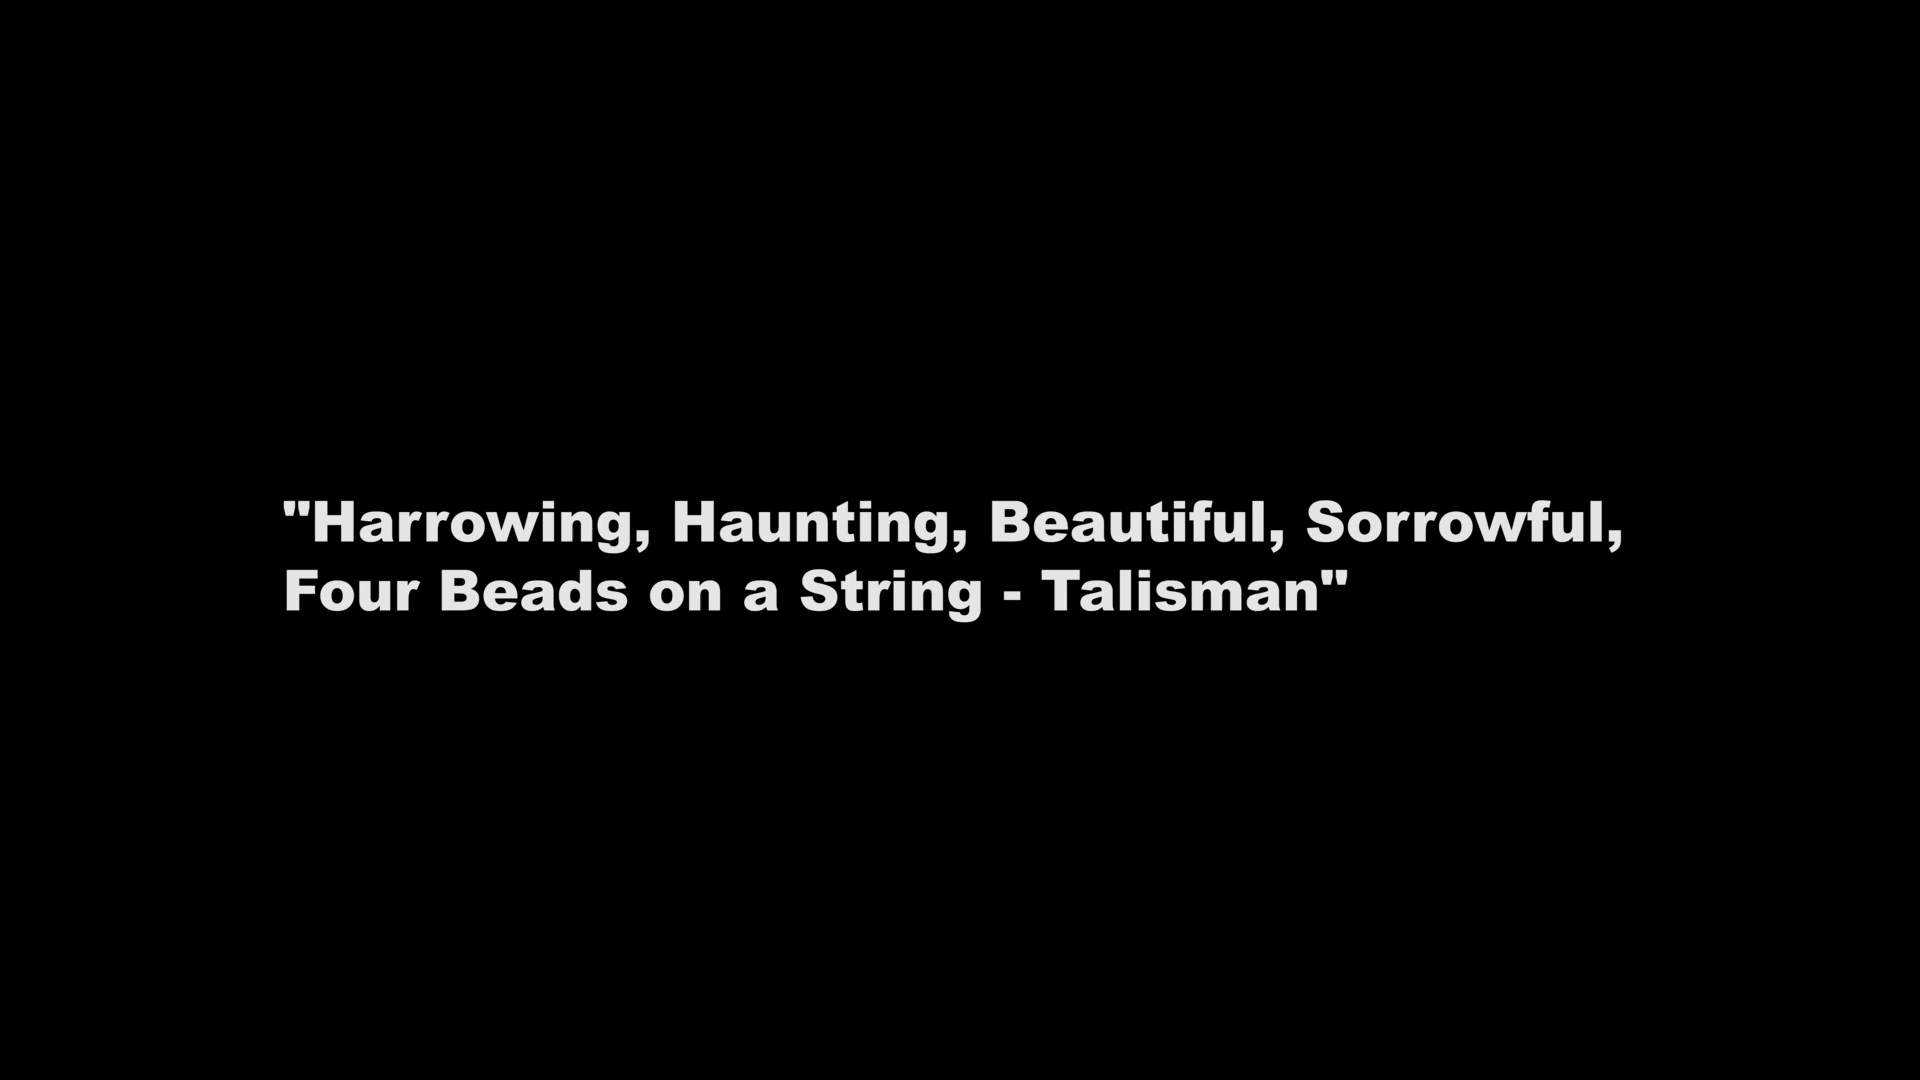 "Harrowing, Haunting, Beautiful, Sorrowful,
Four Beads on a String - Talisman"